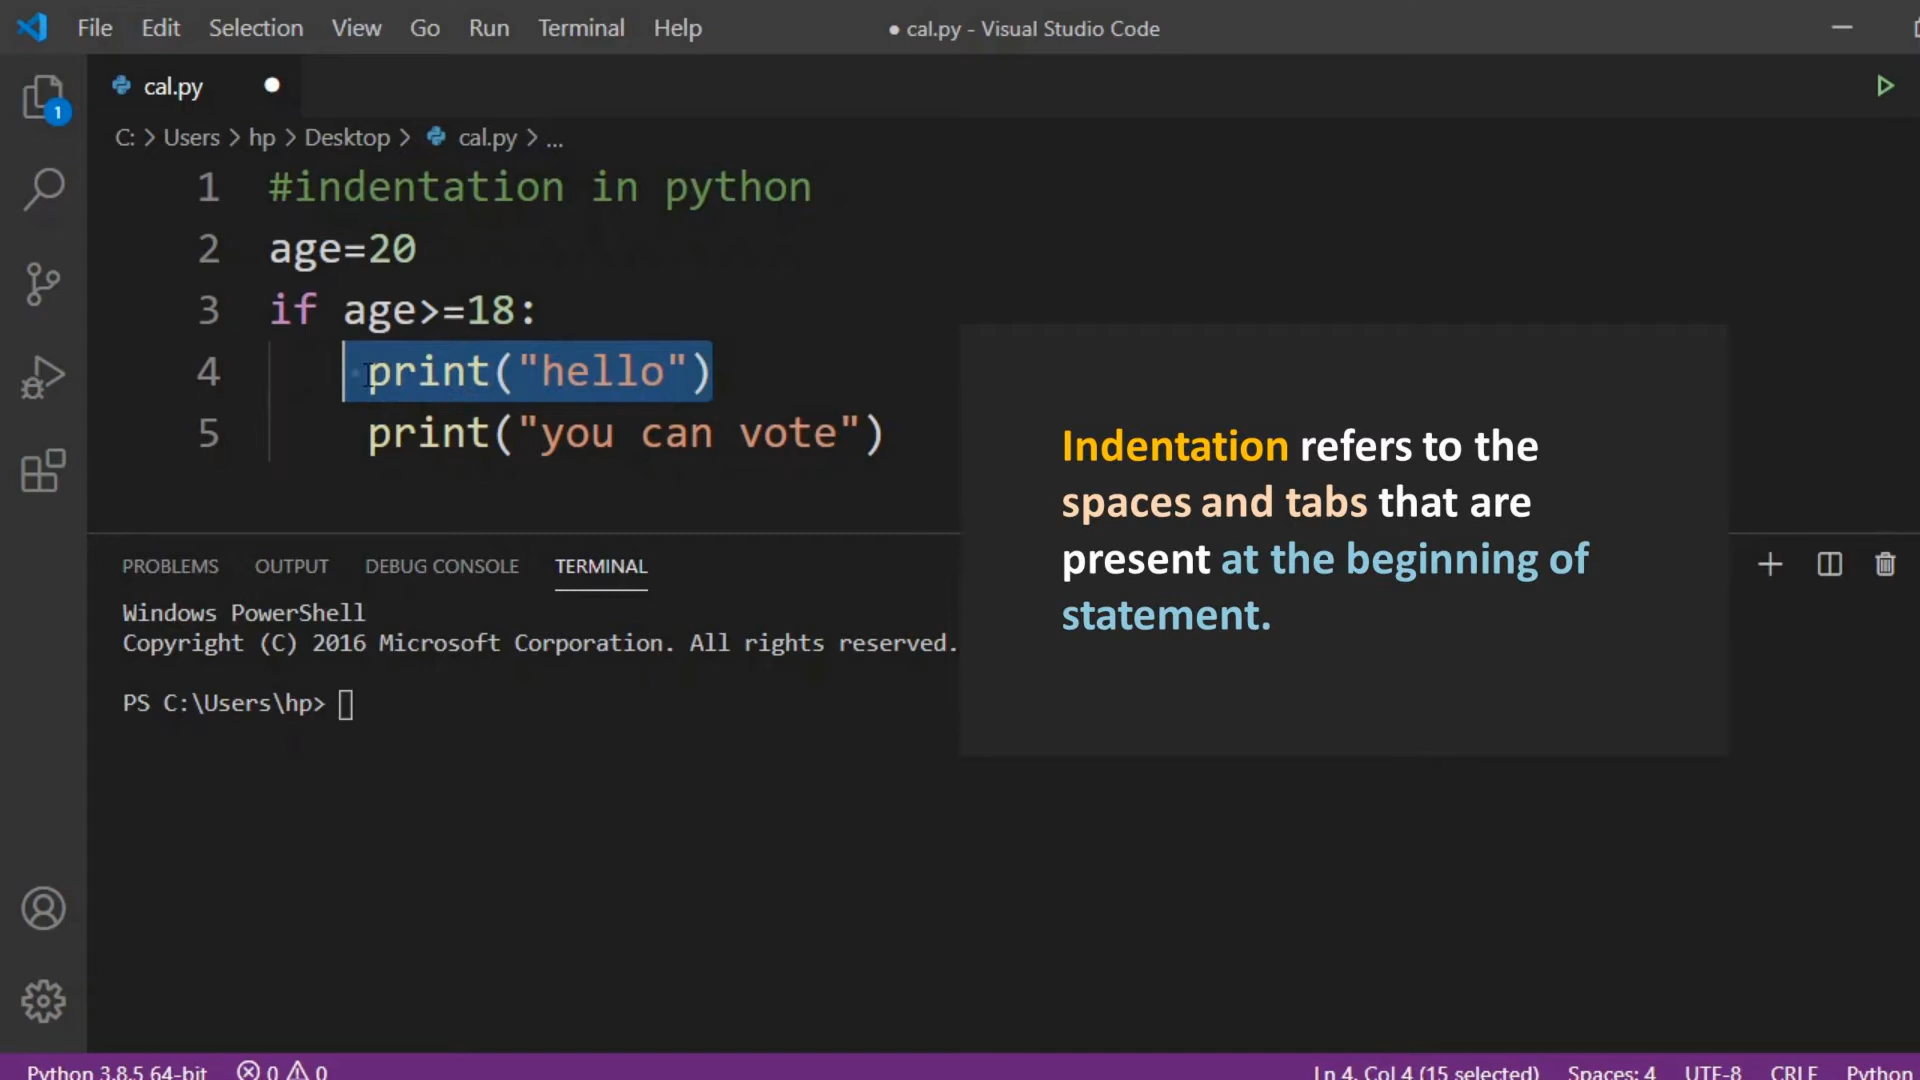 File Edit Selection View Go Run Terminal Help ● cal.py - Visual Studio Code
cal.py ●
1
C: > Users > hp > Desktop > cal.py > ...
1 #indentation in python
2 age=20
3 if age>=18:
4 print("hello")
5 print("you can vote")
Indentation refers to the
spaces and tabs that are
present at the beginning of
statement.
PROBLEMS OUTPUT DEBUG CONSOLE TERMINAL
Windows PowerShell
Copyright (C) 2016 Microsoft Corporation. All rights reserved.
PS C:\Users\hp>
Python 3.8.5 64-bit 0 0 Ln 4, Col 4 (15 selected) Spaces: 4 UTF-8 CRLF Python